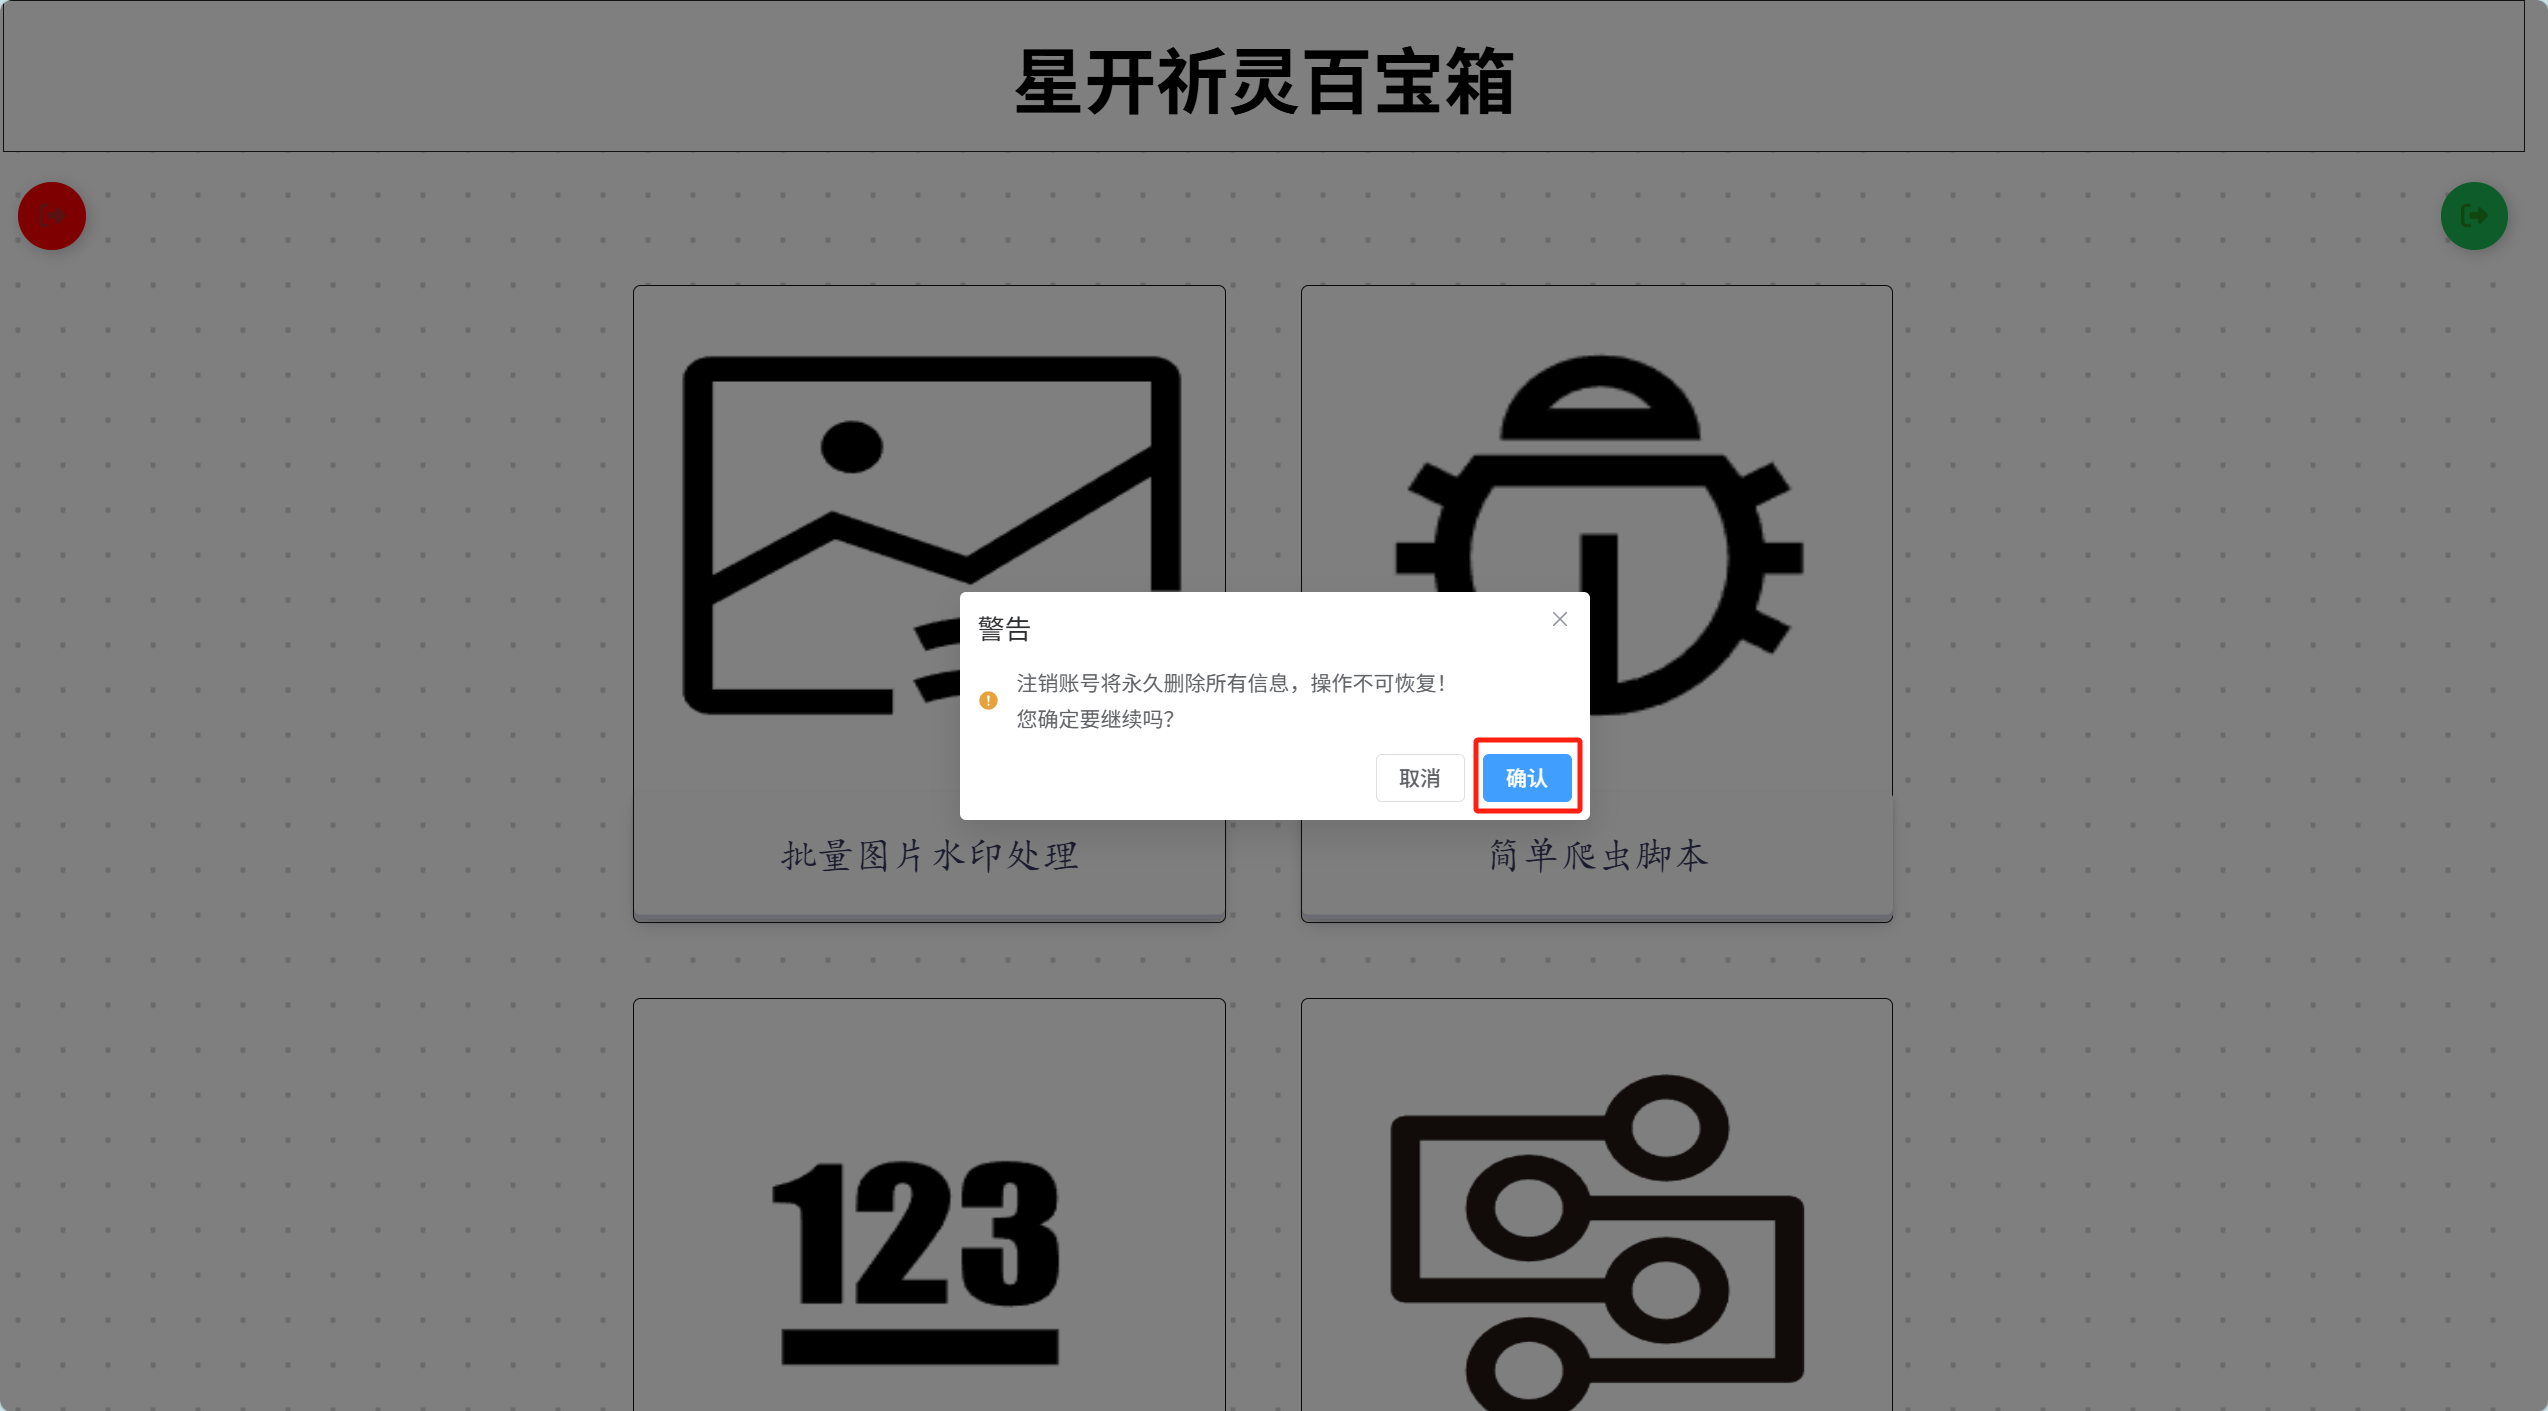 星开祈灵百宝箱
警告
注销账号将永久删除所有信息，操作不可恢复！
您确定要继续吗？
取消
确认
批量图片水印处理
简单爬虫脚本
123